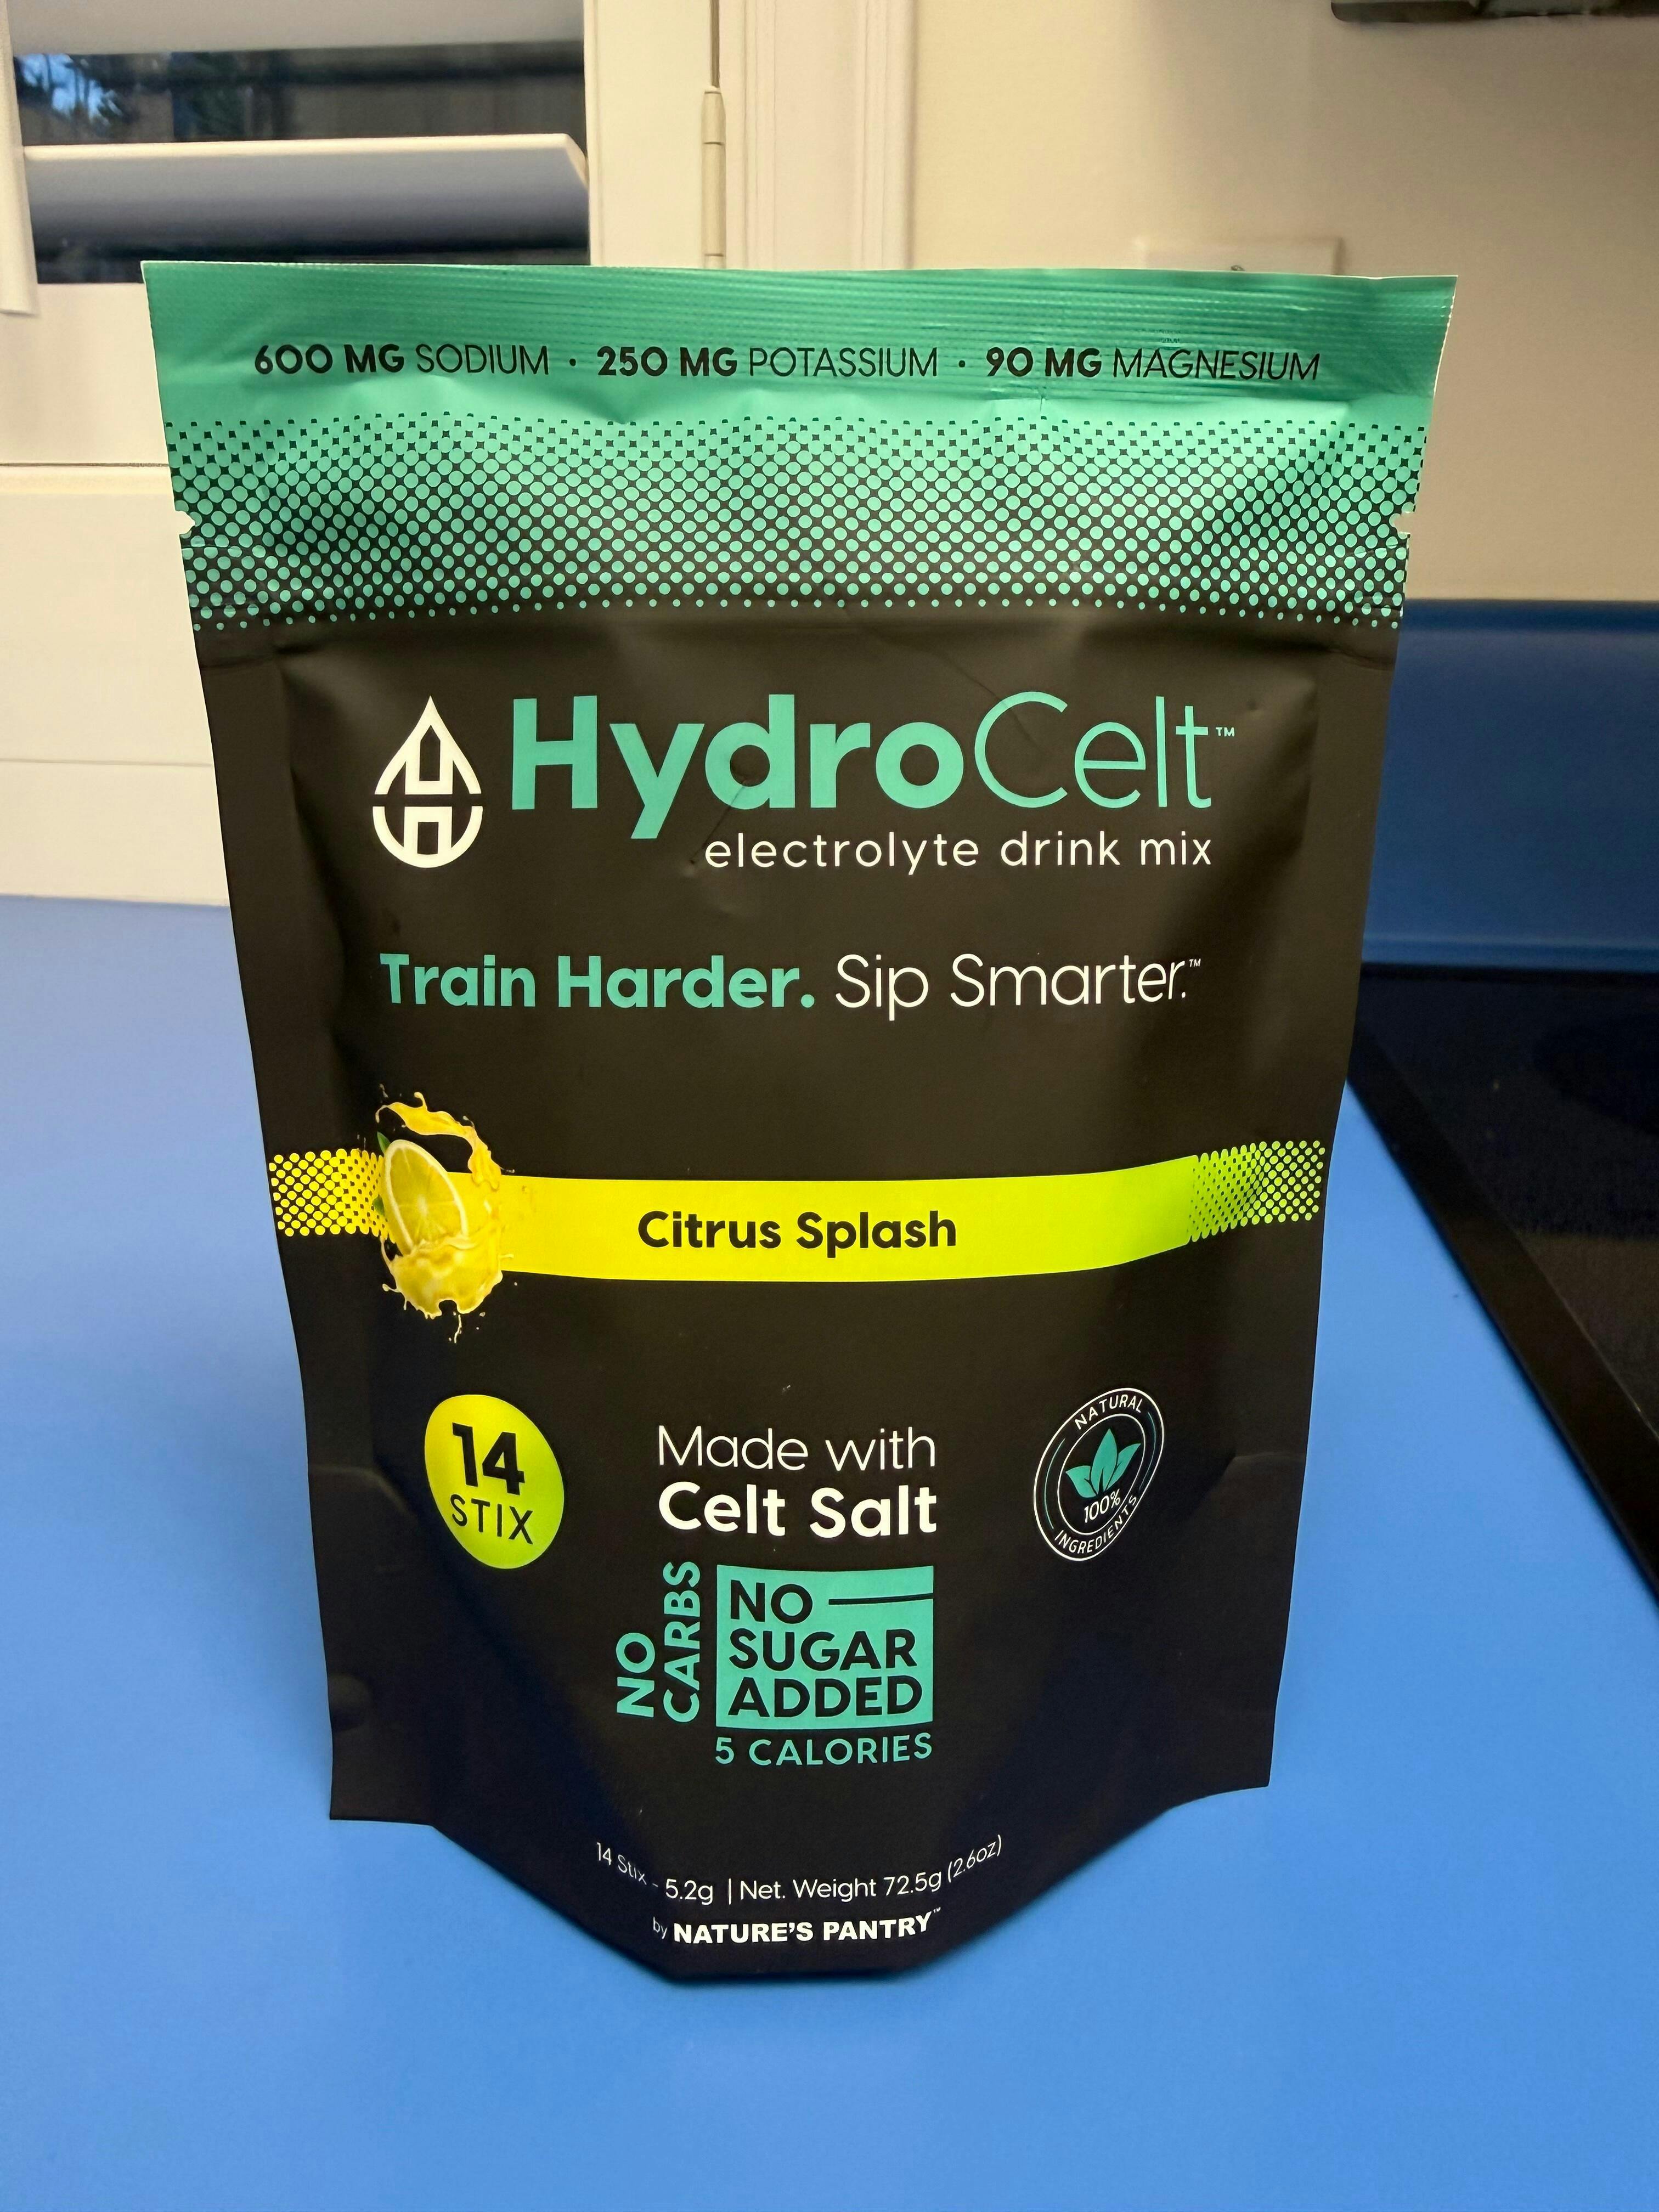 600 MG SODIUM · 250 MG POTASSIUM · 90 MG MAGNESIUM
HydroCelt™
electrolyte drink mix
Train Harder. Sip Smarter.™
Citrus Splash
14
STIX
Made with
Celt Salt
NATURAL
100%
INGREDIENTS
NO
CARBS
NO
SUGAR
ADDED
5 CALORIES
14 Stix - 5.2g | Net. Weight 72.5g (2.6oz)
by NATURE'S PANTRY™